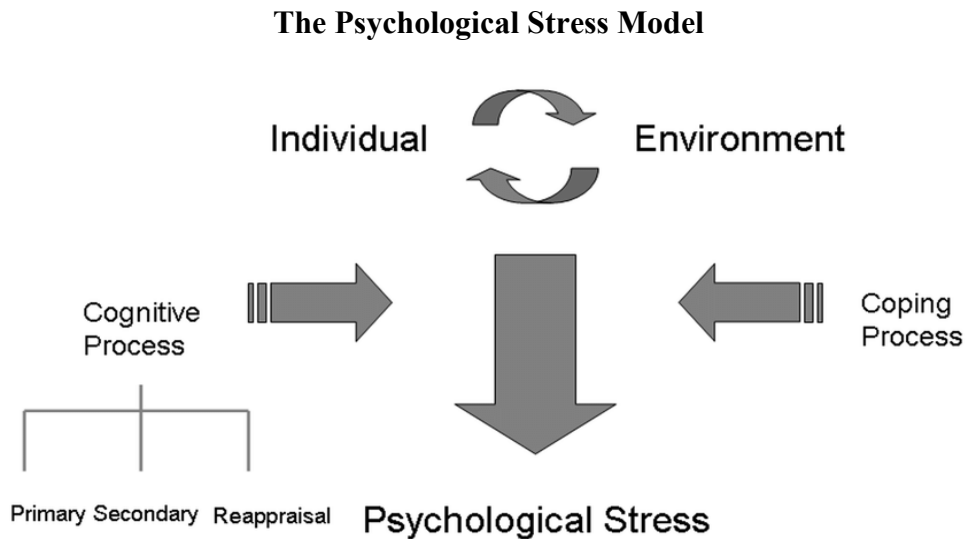 The Psychological Stress Model
Individual
Environment
Cognitive
Process
Coping
Process
Primary
Secondary
Reappraisal
Psychological Stress